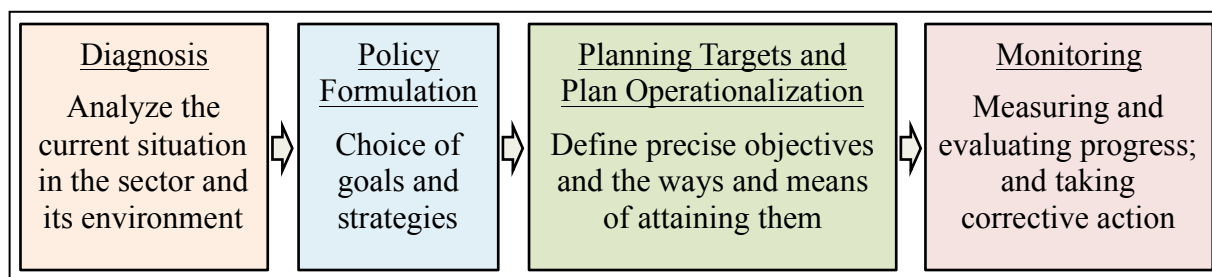 Diagnosis
Analyze the
current situation
in the sector and
its environment
Policy
Formulation
Choice of
goals and
strategies
Planning Targets and
Plan Operationalization
Define precise objectives
and the ways and means
of attaining them
Monitoring
Measuring and
evaluating progress;
and taking
corrective action